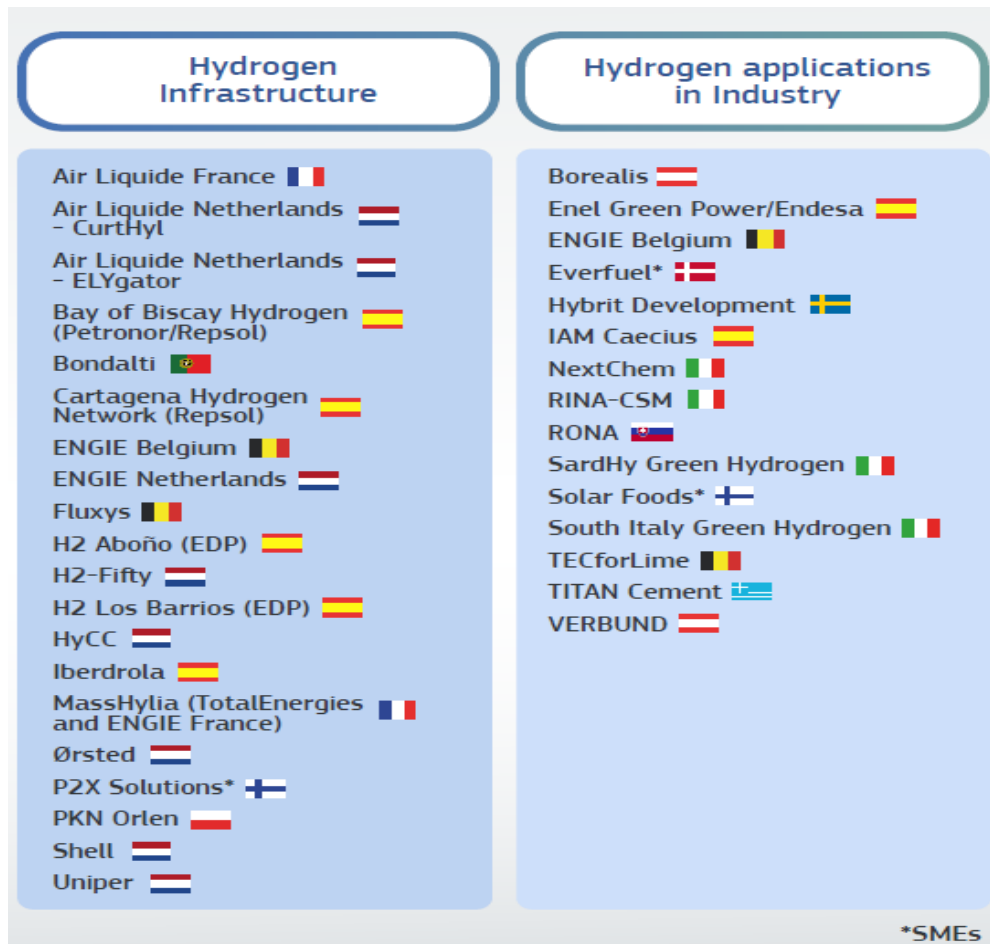 Hydrogen
Infrastructure
Air Liquide France
Air Liquide Netherlands
- CurtHyl
Air Liquide Netherlands
- ELYgator
Bay of Biscay Hydrogen
(Petronor/Repsol)
Bondalti
Cartagena Hydrogen
Network (Repsol)
ENGIE Belgium
ENGIE Netherlands
Fluxys
H2 Aboño (EDP)
H2-Fifty
H2 Los Barrios (EDP)
HyCC
Iberdrola
MassHylia (TotalEnergies
and ENGIE France)
Ørsted
P2X Solutions*
PKN Orlen
Shell
Uniper
Hydrogen applications
in Industry
Borealis
Enel Green Power/Endesa
ENGIE Belgium
Everfuel*
Hybrit Development
IAM Caecius
NextChem
RINA-CSM
RONA
SardHy Green Hydrogen
Solar Foods*
South Italy Green Hydrogen
TECforLime
TITAN Cement
VERBUND
*SMEs